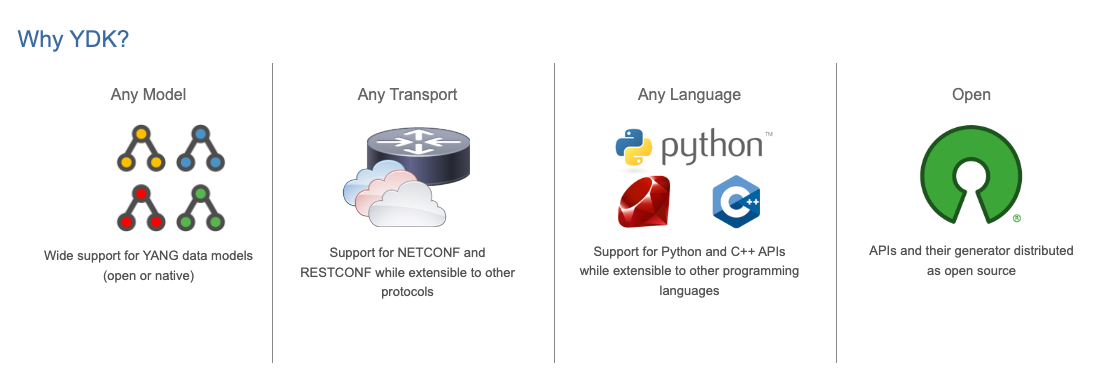 Why YDK?
Any Model
Wide support for YANG data models
(open or native)
Any Transport
Support for NETCONF and
RESTCONF while extensible to other
protocols
Any Language
python™
C++
Support for Python and C++ APIs
while extensible to other programming
languages
Open
®
APIs and their generator distributed
as open source